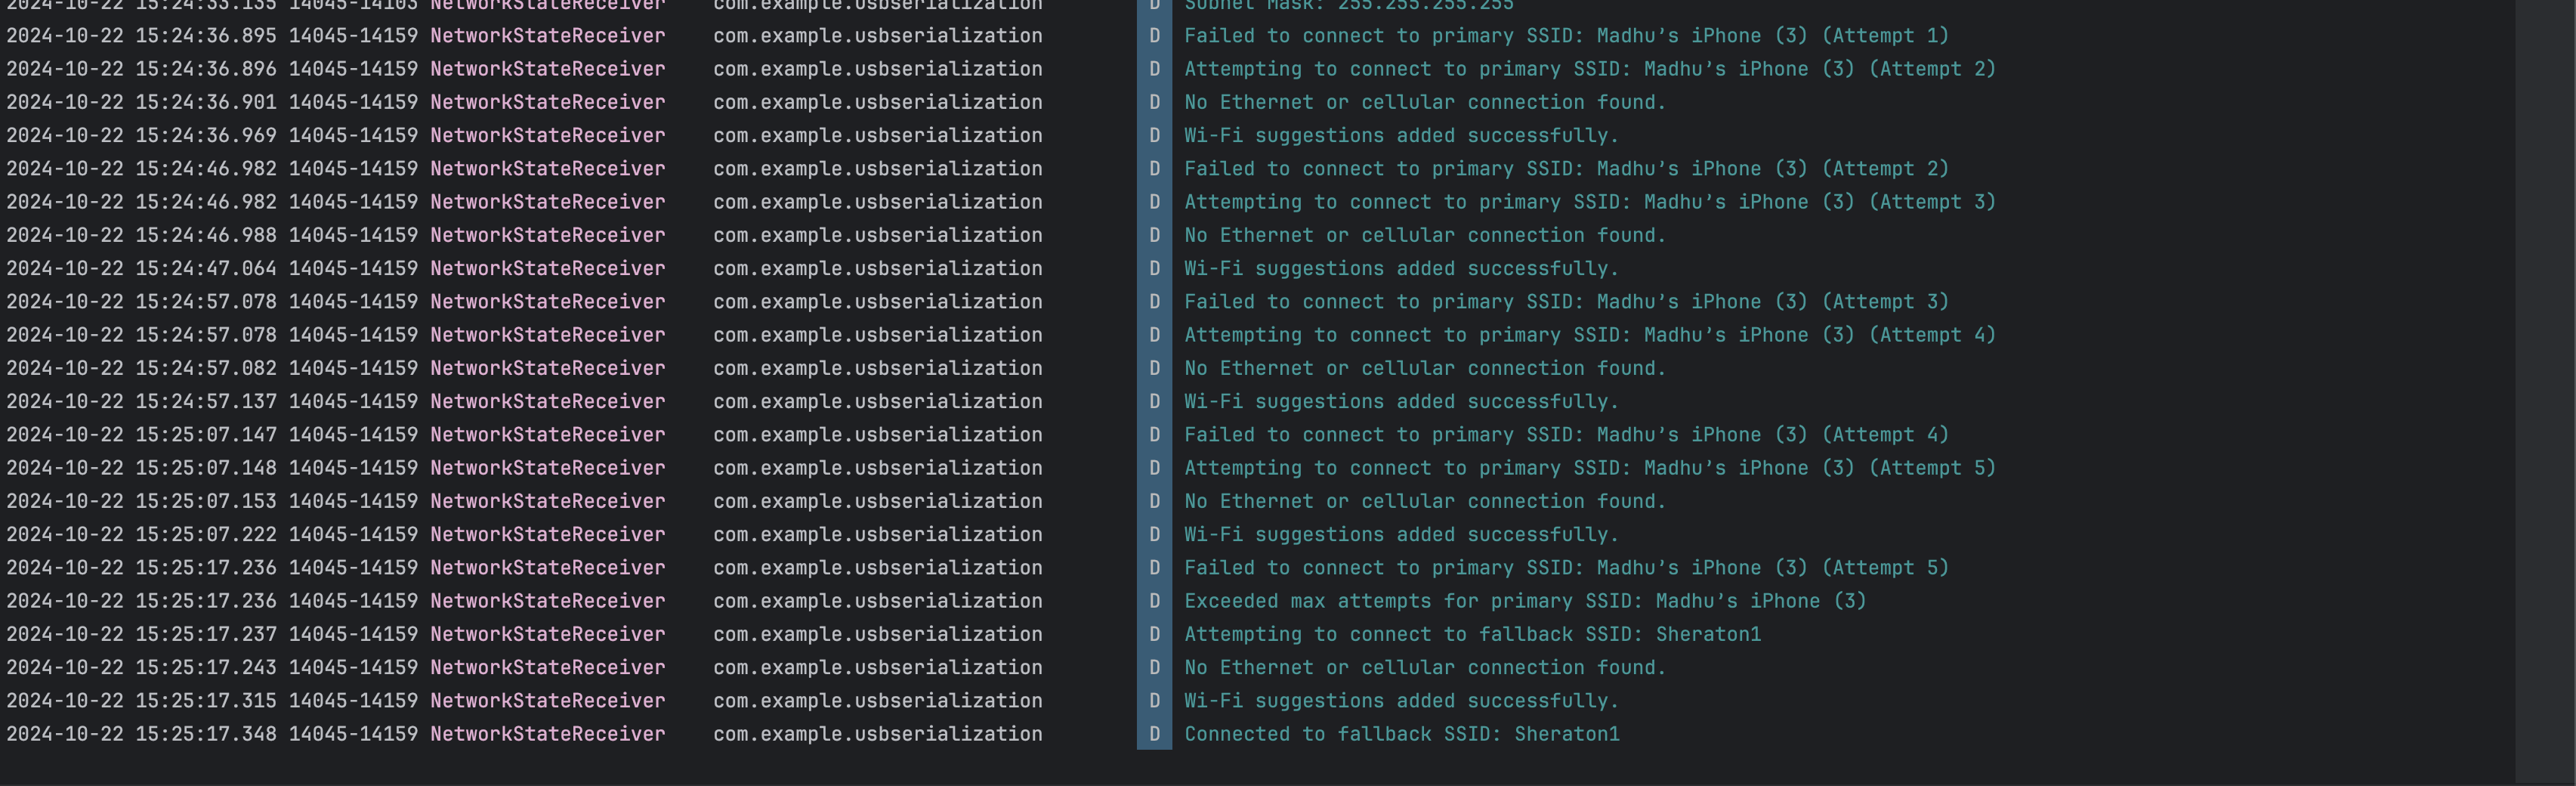 2024-10-22 15:24:33.135 14045-14103 NetworkStateReceiver com.example.usbserialization D Subnet Mask: 255.255.255.255
2024-10-22 15:24:36.895 14045-14159 NetworkStateReceiver com.example.usbserialization D Failed to connect to primary SSID: Madhu’s iPhone (3) (Attempt 1)
2024-10-22 15:24:36.896 14045-14159 NetworkStateReceiver com.example.usbserialization D Attempting to connect to primary SSID: Madhu’s iPhone (3) (Attempt 2)
2024-10-22 15:24:36.901 14045-14159 NetworkStateReceiver com.example.usbserialization D No Ethernet or cellular connection found.
2024-10-22 15:24:36.969 14045-14159 NetworkStateReceiver com.example.usbserialization D Wi-Fi suggestions added successfully.
2024-10-22 15:24:46.982 14045-14159 NetworkStateReceiver com.example.usbserialization D Failed to connect to primary SSID: Madhu’s iPhone (3) (Attempt 2)
2024-10-22 15:24:46.982 14045-14159 NetworkStateReceiver com.example.usbserialization D Attempting to connect to primary SSID: Madhu’s iPhone (3) (Attempt 3)
2024-10-22 15:24:46.988 14045-14159 NetworkStateReceiver com.example.usbserialization D No Ethernet or cellular connection found.
2024-10-22 15:24:47.064 14045-14159 NetworkStateReceiver com.example.usbserialization D Wi-Fi suggestions added successfully.
2024-10-22 15:24:57.078 14045-14159 NetworkStateReceiver com.example.usbserialization D Failed to connect to primary SSID: Madhu’s iPhone (3) (Attempt 3)
2024-10-22 15:24:57.078 14045-14159 NetworkStateReceiver com.example.usbserialization D Attempting to connect to primary SSID: Madhu’s iPhone (3) (Attempt 4)
2024-10-22 15:24:57.082 14045-14159 NetworkStateReceiver com.example.usbserialization D No Ethernet or cellular connection found.
2024-10-22 15:24:57.137 14045-14159 NetworkStateReceiver com.example.usbserialization D Wi-Fi suggestions added successfully.
2024-10-22 15:25:07.147 14045-14159 NetworkStateReceiver com.example.usbserialization D Failed to connect to primary SSID: Madhu’s iPhone (3) (Attempt 4)
2024-10-22 15:25:07.148 14045-14159 NetworkStateReceiver com.example.usbserialization D Attempting to connect to primary SSID: Madhu’s iPhone (3) (Attempt 5)
2024-10-22 15:25:07.153 14045-14159 NetworkStateReceiver com.example.usbserialization D No Ethernet or cellular connection found.
2024-10-22 15:25:07.222 14045-14159 NetworkStateReceiver com.example.usbserialization D Wi-Fi suggestions added successfully.
2024-10-22 15:25:17.236 14045-14159 NetworkStateReceiver com.example.usbserialization D Failed to connect to primary SSID: Madhu’s iPhone (3) (Attempt 5)
2024-10-22 15:25:17.236 14045-14159 NetworkStateReceiver com.example.usbserialization D Exceeded max attempts for primary SSID: Madhu’s iPhone (3)
2024-10-22 15:25:17.237 14045-14159 NetworkStateReceiver com.example.usbserialization D Attempting to connect to fallback SSID: Sheraton1
2024-10-22 15:25:17.243 14045-14159 NetworkStateReceiver com.example.usbserialization D No Ethernet or cellular connection found.
2024-10-22 15:25:17.315 14045-14159 NetworkStateReceiver com.example.usbserialization D Wi-Fi suggestions added successfully.
2024-10-22 15:25:17.348 14045-14159 NetworkStateReceiver com.example.usbserialization D Connected to fallback SSID: Sheraton1